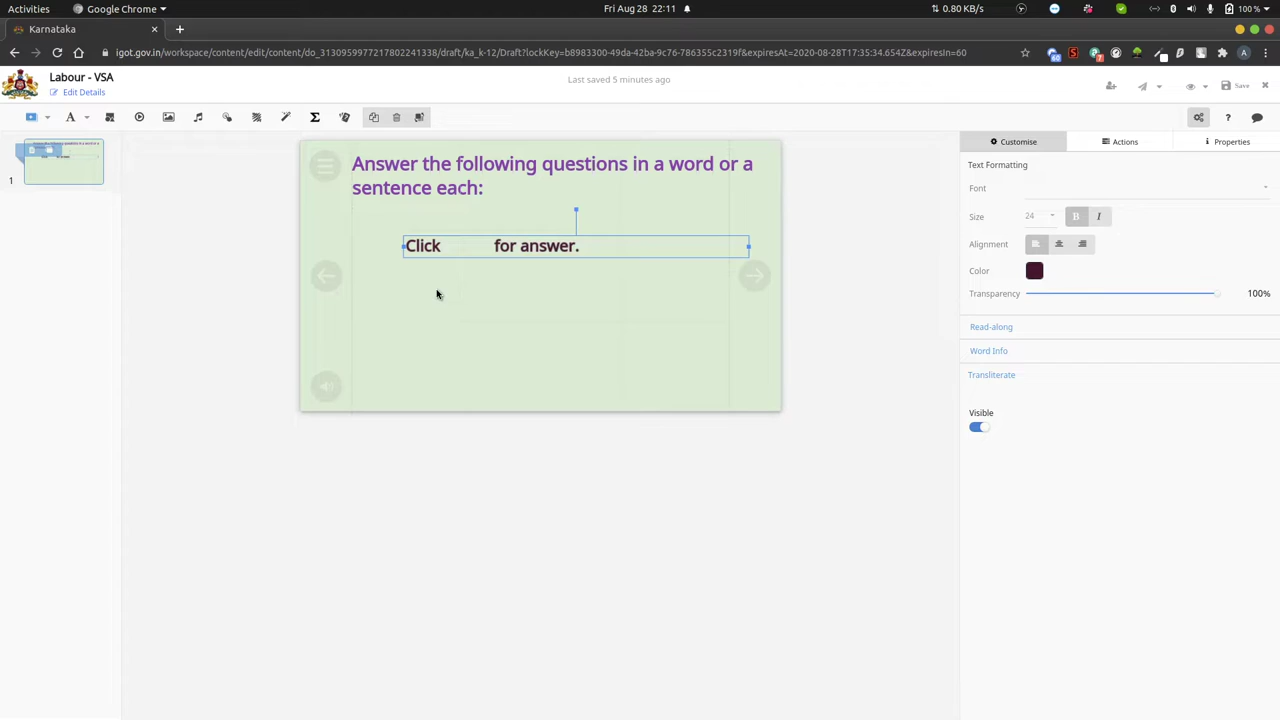 Activities
Google Chrome
Fri Aug 28 22:11
0.80 KB/s
100 %
Karnataka
igot.gov.in/workspace/content/edit/content/do_3130959977217802241338/draft/ka_k-12/Draft?lockKey=b8983300-49da-42ba-9c76-786355c2319f&expiresAt=2020-08-28T17:35:34.654Z&expiresIn=60
60
7
A
Labour - VSA
Edit Details
Last saved 5 minutes ago
Save
Customise
Actions
Properties
1
Answer the following questions in a word or a
sentence each:
Click for answer.
Text Formatting
Font
Size 24 B I
Alignment
Color
Transparency 100%
Read-along
Word Info
Transliterate
Visible